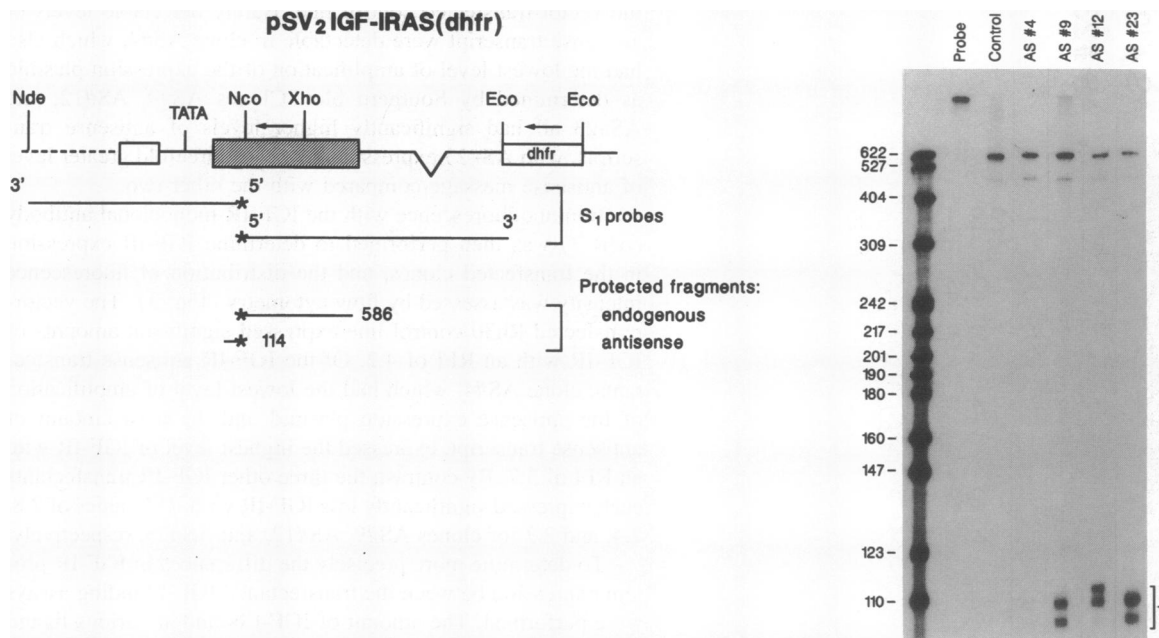 pSV₂IGF-IRAS(dhfr)
Nde Nco Xho Eco Eco
TATA
dhfr
3' 5'
* 5' 3'
* S₁ probes
Protected fragments:
* 586 endogenous
* 114 antisense
Probe
Control
AS #4
AS #9
AS #12
AS #23
622
527
404
309
242
217
201
190
180
160
147
123
110